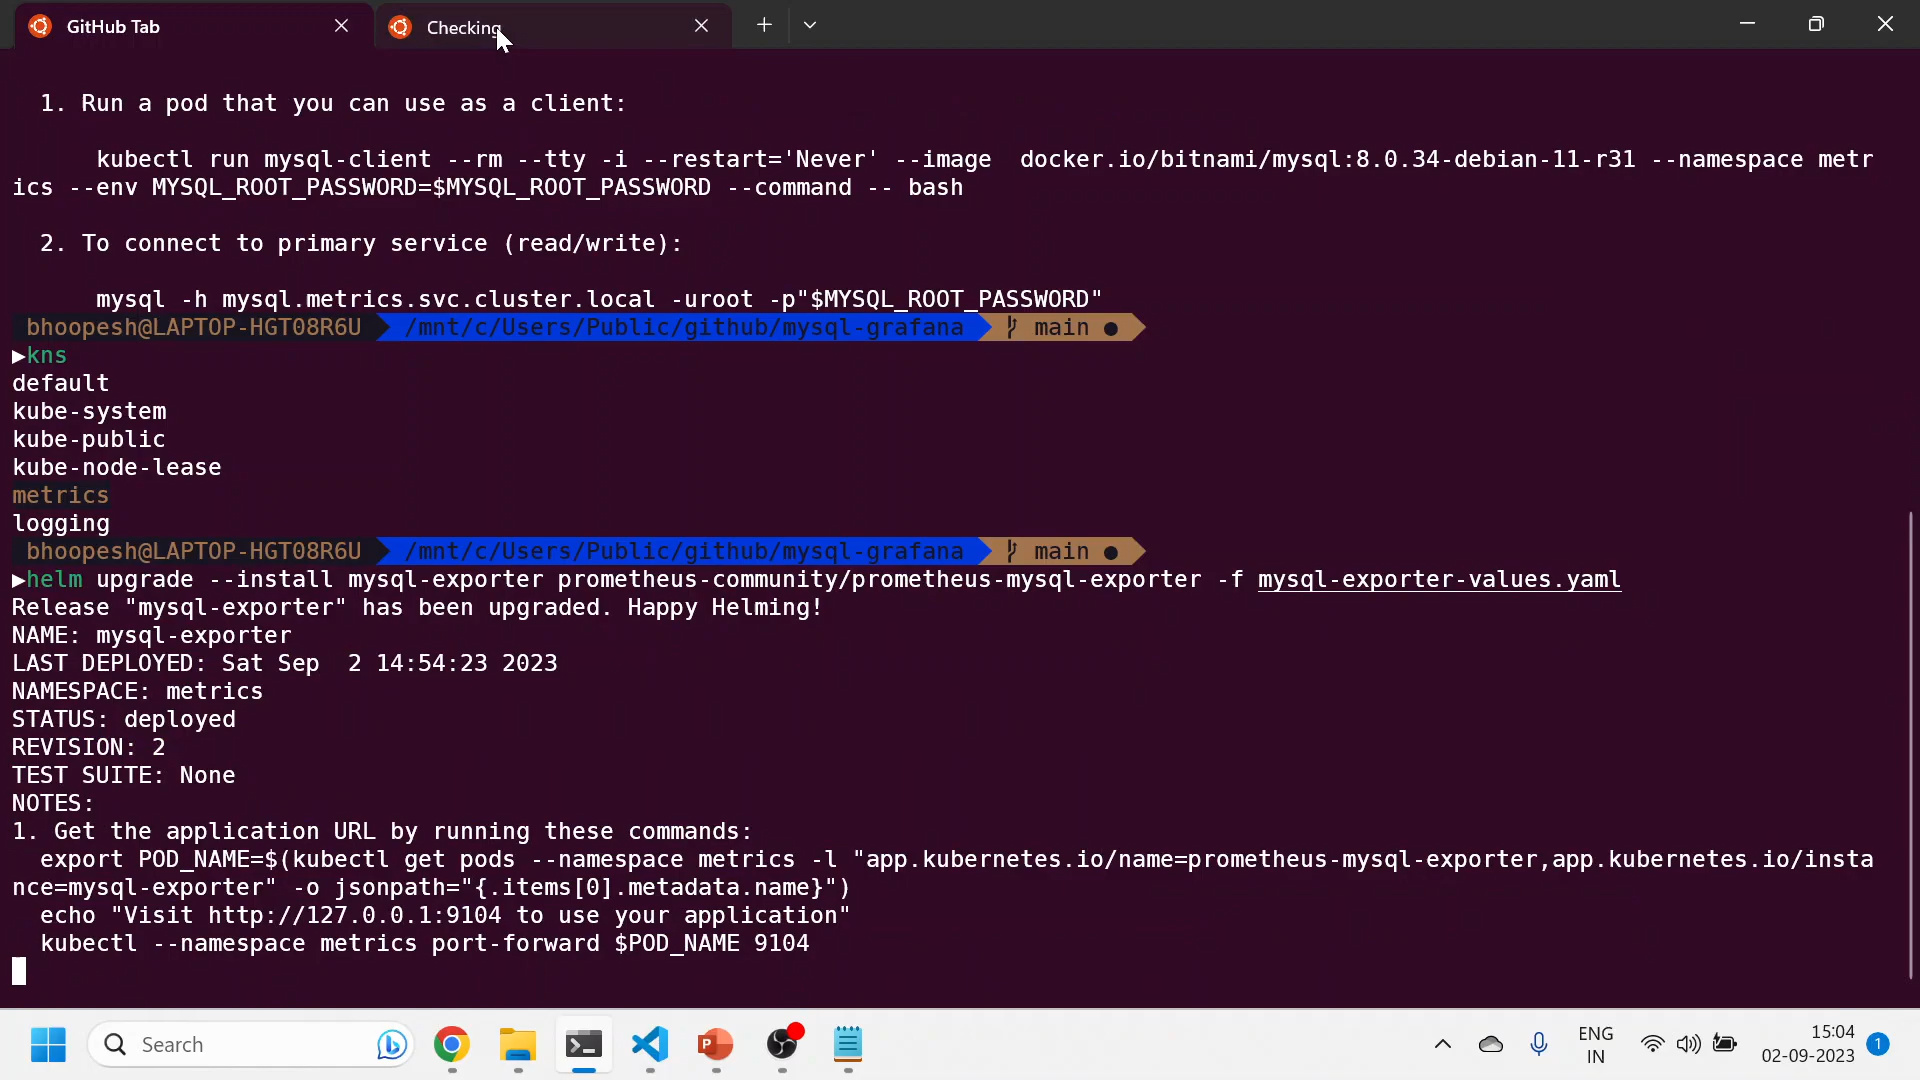 GitHub Tab
Checking
1. Run a pod that you can use as a client:
kubectl run mysql-client --rm --tty -i --restart='Never' --image  docker.io/bitnami/mysql:8.0.34-debian-11-r31 --namespace metr
ics --env MYSQL_ROOT_PASSWORD=$MYSQL_ROOT_PASSWORD --command -- bash
2. To connect to primary service (read/write):
mysql -h mysql.metrics.svc.cluster.local -uroot -p"$MYSQL_ROOT_PASSWORD"
bhoopesh@LAPTOP-HGT08R6U /mnt/c/Users/Public/github/mysql-grafana main ●
▶kns
default
kube-system
kube-public
kube-node-lease
metrics
logging
bhoopesh@LAPTOP-HGT08R6U /mnt/c/Users/Public/github/mysql-grafana main ●
▶helm upgrade --install mysql-exporter prometheus-community/prometheus-mysql-exporter -f mysql-exporter-values.yaml
Release "mysql-exporter" has been upgraded. Happy Helming!
NAME: mysql-exporter
LAST DEPLOYED: Sat Sep  2 14:54:23 2023
NAMESPACE: metrics
STATUS: deployed
REVISION: 2
TEST SUITE: None
NOTES:
1. Get the application URL by running these commands:
export POD_NAME=$(kubectl get pods --namespace metrics -l "app.kubernetes.io/name=prometheus-mysql-exporter,app.kubernetes.io/insta
nce=mysql-exporter" -o jsonpath="{.items[0].metadata.name}")
echo "Visit http://127.0.0.1:9104 to use your application"
kubectl --namespace metrics port-forward $POD_NAME 9104
Search
ENG
IN
15:04
02-09-2023
1